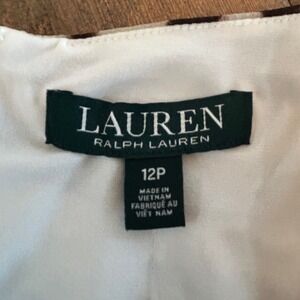 LAUREN
RALPH LAUREN
12P
MADE IN
VIETNAM
FABRIQUÉ AU
VIÊT NAM